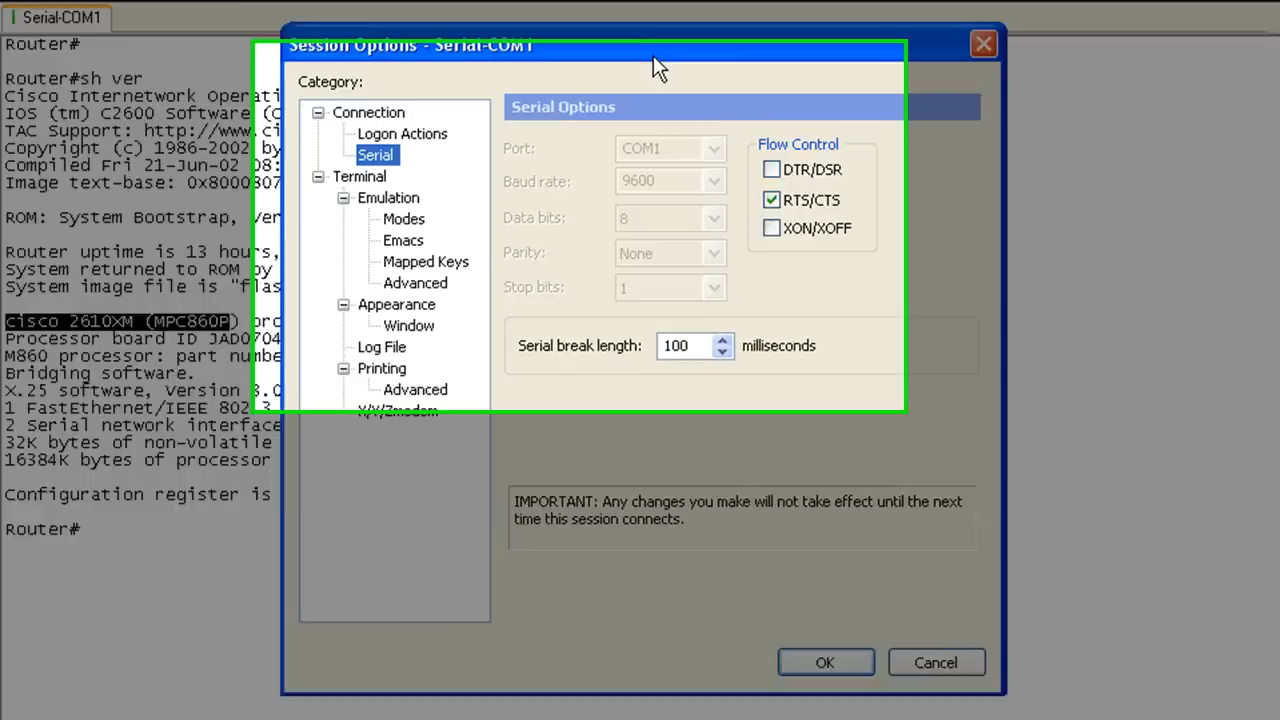 Serial-COM1
Router#
Router#sh ver
Cisco Internetwork Operati
IOS (tm) C2600 Software (C
TAC Support: http://www.ci
Copyright (c) 1986-2002 by
Compiled Fri 21-Jun-02 08:
Image text-base: 0x8000807
ROM: System Bootstrap, Ver
Router uptime is 13 hours,
System returned to ROM by
System image file is "flas
cisco 2610XM (MPC860P) pro
Processor board ID JAD0704
M860 processor: part numbe
Bridging software.
X.25 software, Version 3.0
1 FastEthernet/IEEE 802.3
2 Serial network interface
32K bytes of non-volatile
16384K bytes of processor
Configuration register is
Router#
Session Options - Serial-COM1
Category:
Connection
Logon Actions
Serial
Terminal
Emulation
Modes
Emacs
Mapped Keys
Advanced
Appearance
Window
Log File
Printing
Advanced
X/Y/Zmodem
Serial Options
Port: COM1
Baud rate: 9600
Data bits: 8
Parity: None
Stop bits: 1
Flow Control
DTR/DSR
RTS/CTS
XON/XOFF
Serial break length: 100 milliseconds
IMPORTANT: Any changes you make will not take effect until the next
time this session connects.
OK Cancel